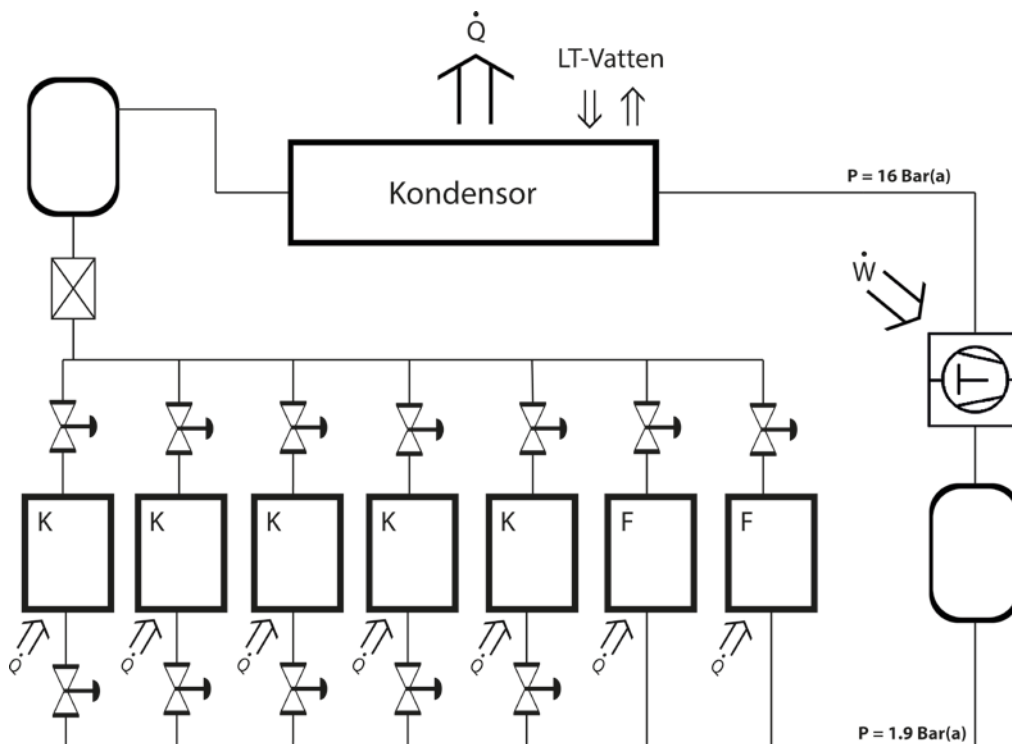 Q̇
LT-Vatten
Kondensor
P = 16 Bar(a)
Ẇ
K
K
K
K
K
F
F
Q̇
Q̇
Q̇
Q̇
Q̇
Q̇
Q̇
P = 1.9 Bar(a)